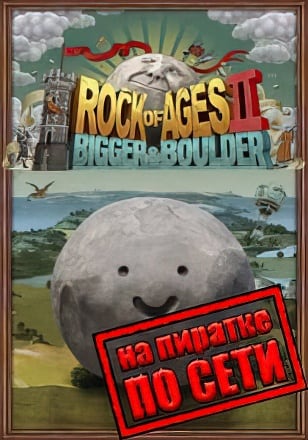 ROCK OF AGES II
BIGGER & BOULDER
на пиратке
ПО СЕТИ